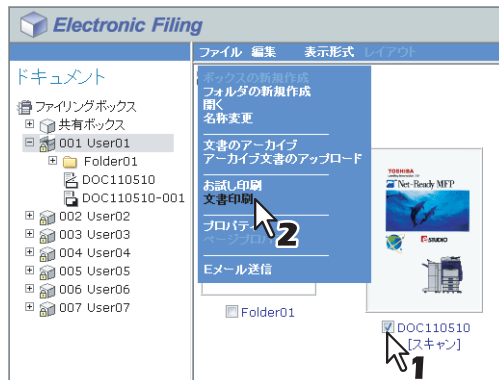 Electronic Filing
ファイル 編集 表示形式 レイアウト
ドキュメント
ファイリングボックス
共有ボックス
001 User01
Folder01
DOC110510
DOC110510-001
002 User02
003 User03
004 User04
005 User05
006 User06
007 User07
ボックスの新規作成
フォルダの新規作成
開く
名称変更
文書のアーカイブ
アーカイブ文書のアップロード
お試し印刷
文書印刷
プロパティ
ページプロパ
Eメール送信
2
Folder01
TOSHIBA
Net-Ready MFP
e-STUDIO
DOC110510
[スキャン]
1